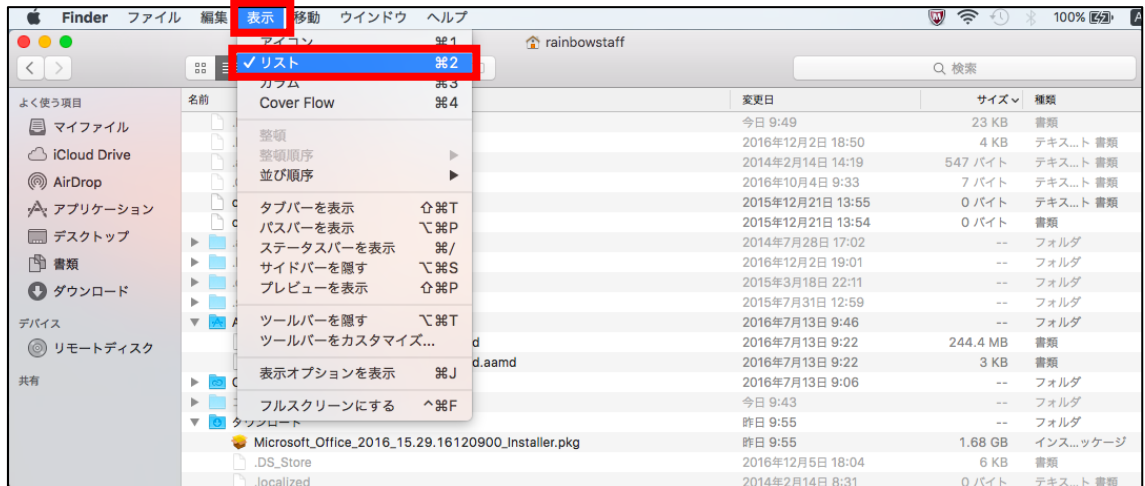 Finder ファイル 編集 表示 移動 ウインドウ ヘルプ 100%
アイコン ⌘1
rainbowstaff
✓ リスト ⌘2
検索
カラム ⌘3
Cover Flow ⌘4
整頓
整頓順序
並び順序
タブバーを表示 ⇧⌘T
パスバーを表示 ⌥⌘P
ステータスバーを表示 ⌘/
サイドバーを隠す ⌥⌘S
プレビューを表示 ⇧⌘P
ツールバーを隠す ⌥⌘T
ツールバーをカスタマイズ...
表示オプションを表示 ⌘J
フルスクリーンにする ^⌘F
よく使う項目
マイファイル
iCloud Drive
AirDrop
アプリケーション
デスクトップ
書類
ダウンロード
デバイス
リモートディスク
共有
名前 変更日 サイズ 種類
今日 9:49 23 KB 書類
2016年12月2日 18:50 4 KB テキス...ト 書類
2014年2月14日 14:19 547 バイト テキス...ト 書類
2016年10月4日 9:33 7 バイト テキス...ト 書類
2015年12月21日 13:55 0 バイト テキス...ト 書類
2015年12月21日 13:54 0 バイト 書類
2014年7月28日 17:02 -- フォルダ
2016年12月2日 19:01 -- フォルダ
2015年3月18日 22:11 -- フォルダ
2015年7月31日 12:59 -- フォルダ
2016年7月13日 9:46 -- フォルダ
d 2016年7月13日 9:22 244.4 MB 書類
d.aamd 2016年7月13日 9:22 3 KB 書類
2016年7月13日 9:06 -- フォルダ
今日 9:43 -- フォルダ
ダウンロード 昨日 9:55 -- フォルダ
Microsoft_Office_2016_15.29.16120900_Installer.pkg 昨日 9:55 1.68 GB インス...ッケージ
.DS_Store 2016年12月5日 18:04 6 KB 書類
.localized 2014年2月14日 8:31 0 バイト テキス...ト 書類